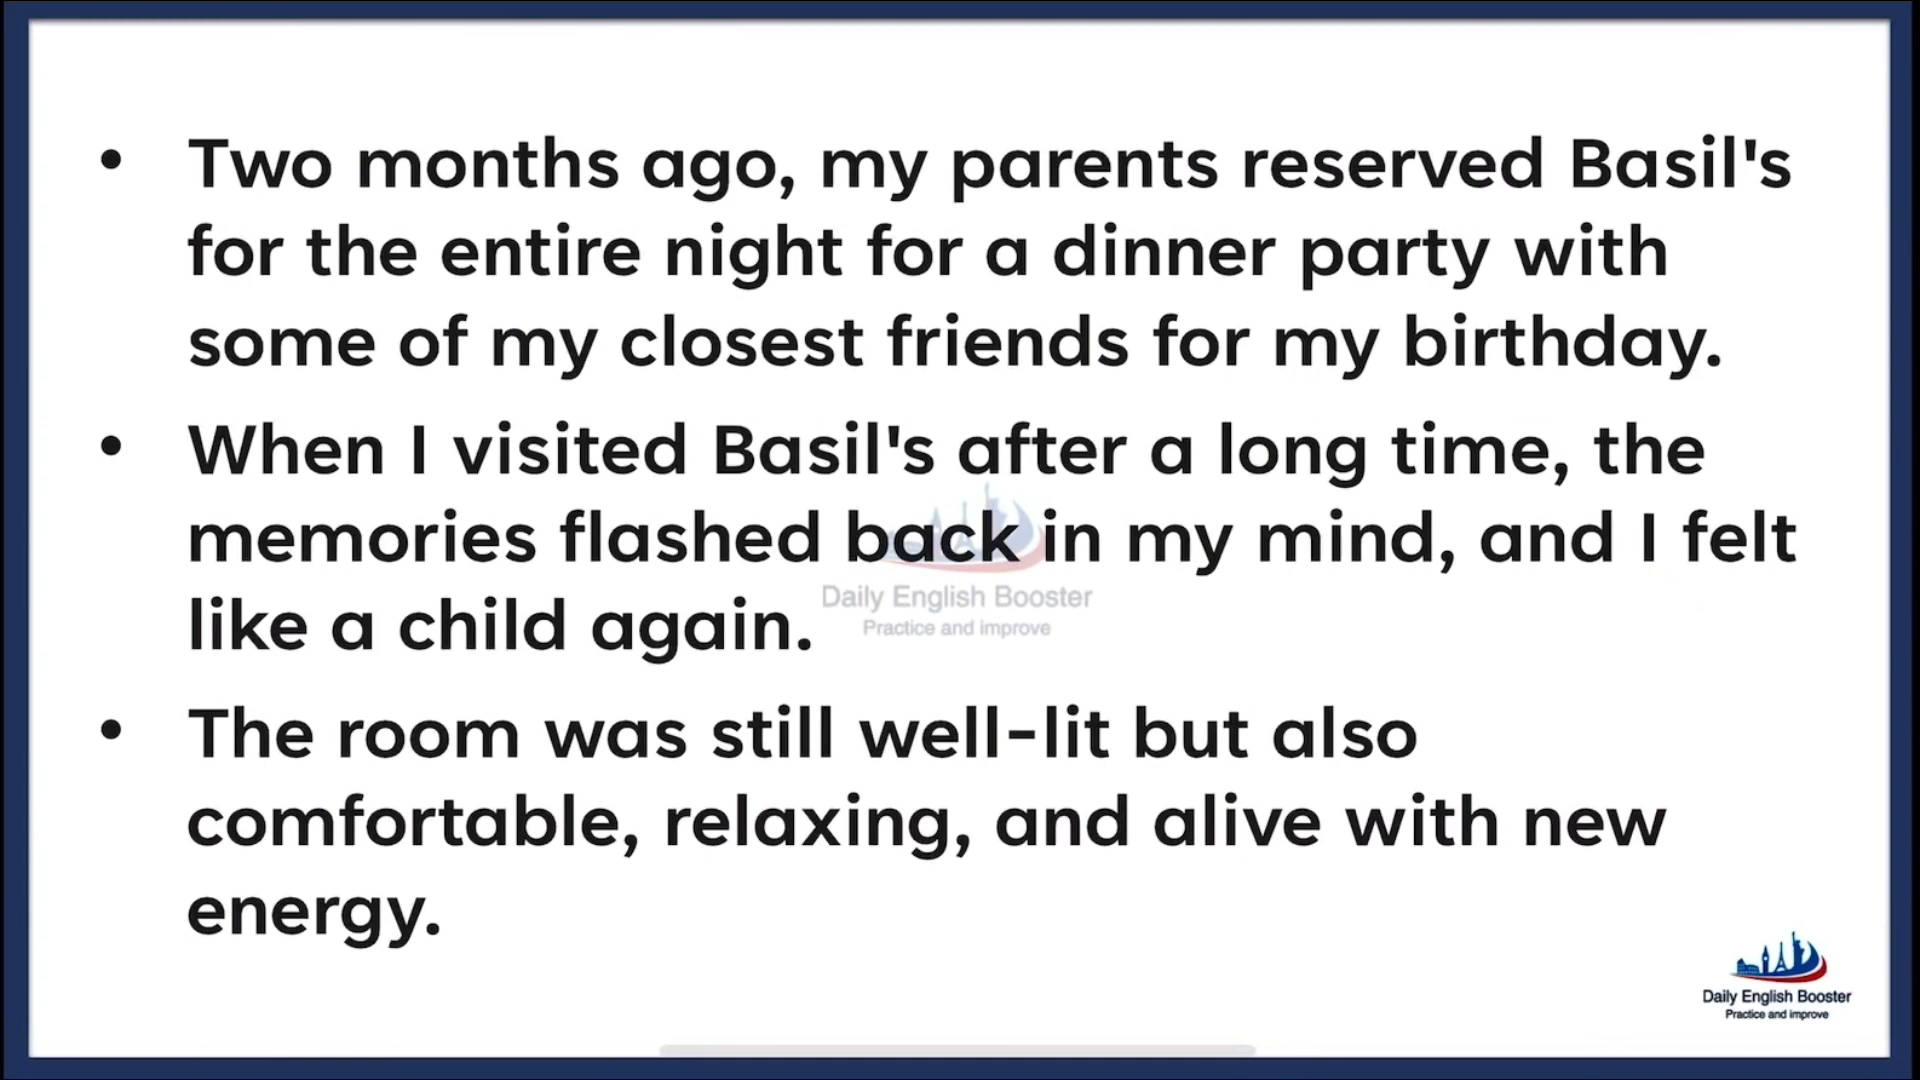 • Two months ago, my parents reserved Basil's
for the entire night for a dinner party with
some of my closest friends for my birthday.
• When I visited Basil's after a long time, the
memories flashed back in my mind, and I felt
like a child again.
Daily English Booster
Practice and improve
• The room was still well-lit but also
comfortable, relaxing, and alive with new
energy.
Daily English Booster
Practice and improve